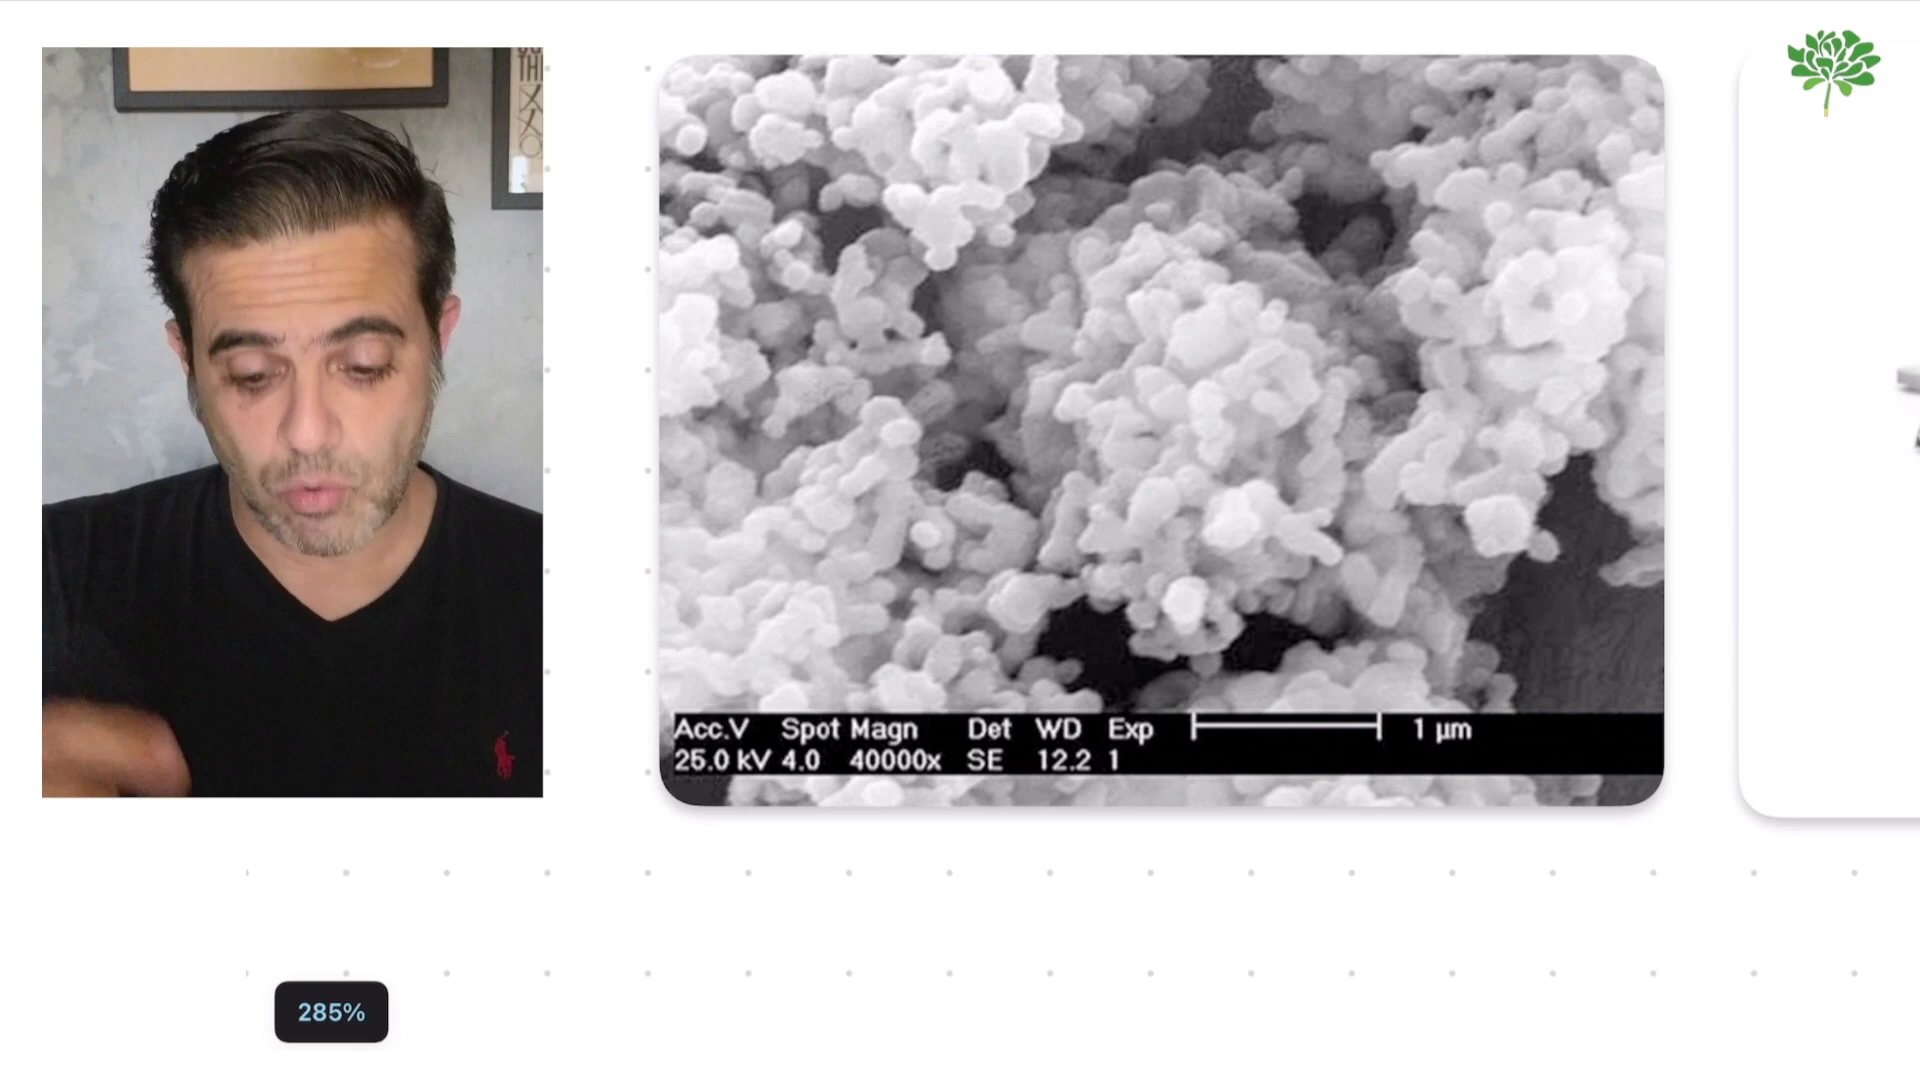 THI
Acc.V Spot Magn Det WD Exp 1 µm
25.0 kV 4.0 40000x SE 12.2 1
285%